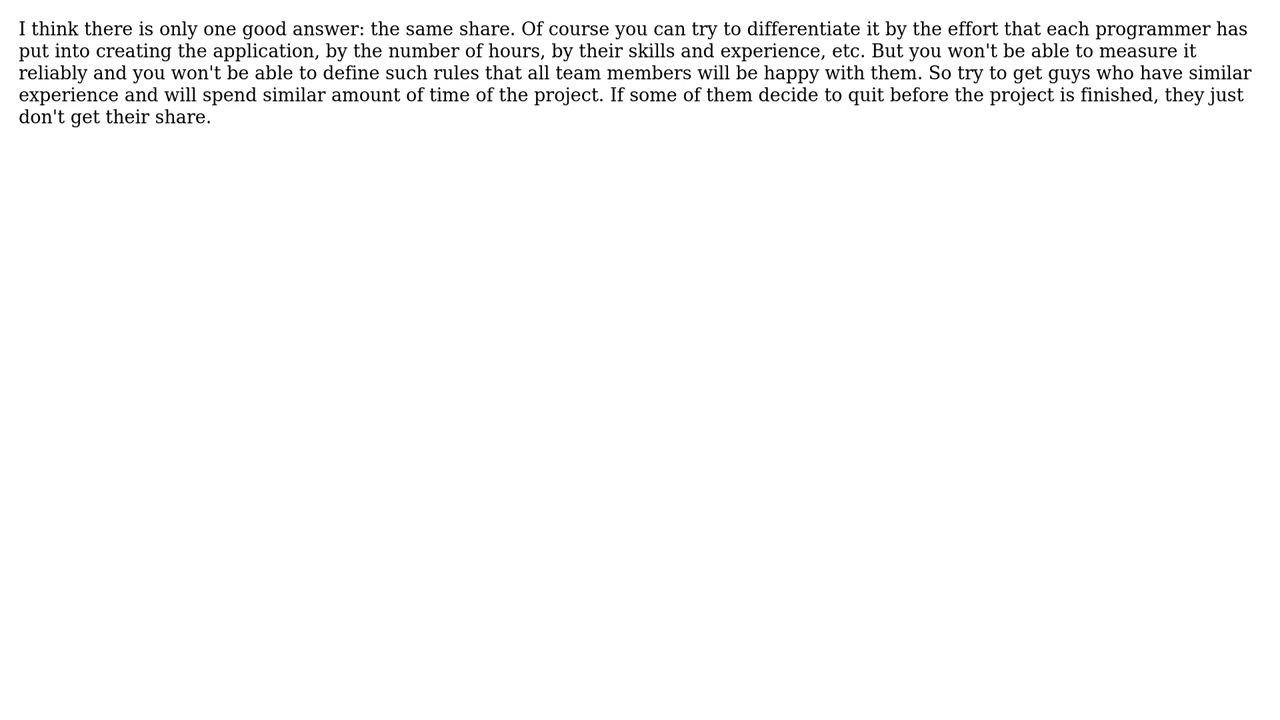 I think there is only one good answer: the same share. Of course you can try to differentiate it by the effort that each programmer has
put into creating the application, by the number of hours, by their skills and experience, etc. But you won't be able to measure it
reliably and you won't be able to define such rules that all team members will be happy with them. So try to get guys who have similar
experience and will spend similar amount of time of the project. If some of them decide to quit before the project is finished, they just
don't get their share.